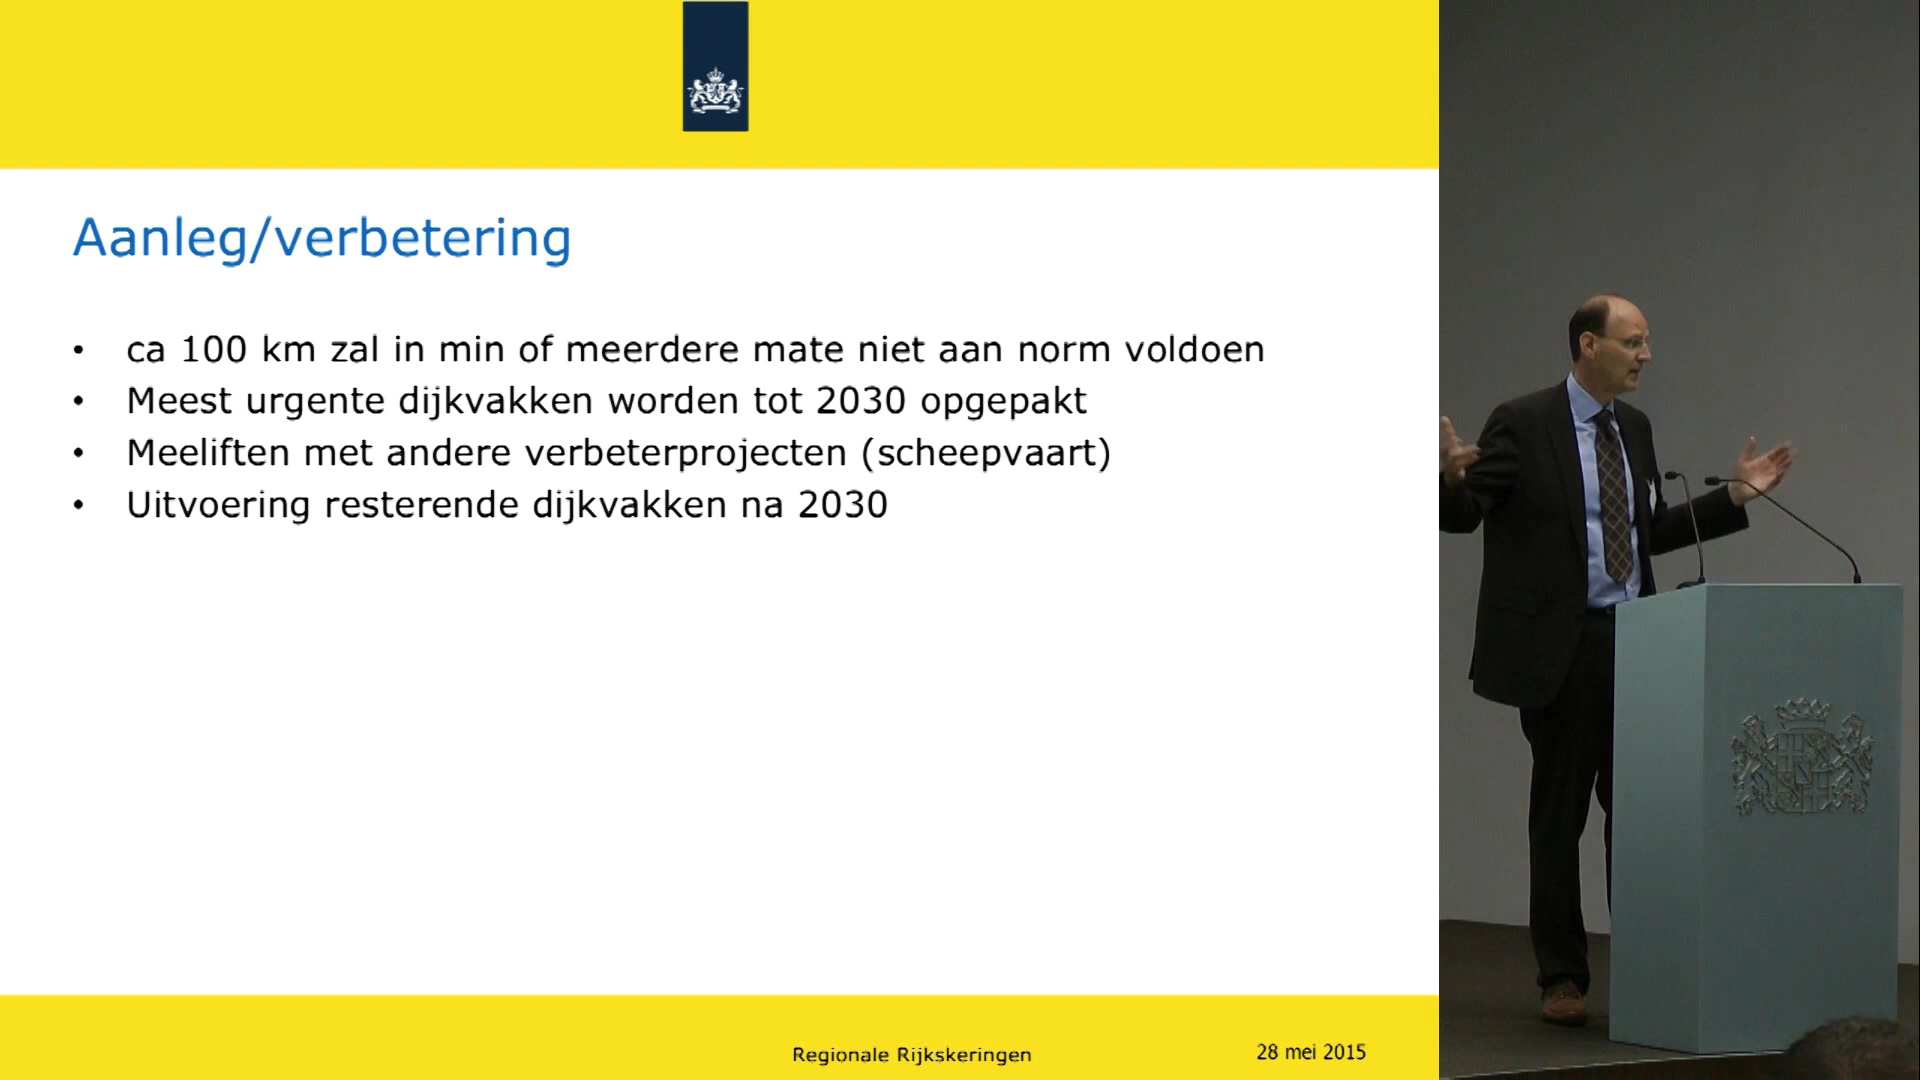 Aanleg/verbetering
• ca 100 km zal in min of meerdere mate niet aan norm voldoen
• Meest urgente dijkvakken worden tot 2030 opgepakt
• Meeliften met andere verbeterprojecten (scheepvaart)
• Uitvoering resterende dijkvakken na 2030
Regionale Rijkskeringen
28 mei 2015